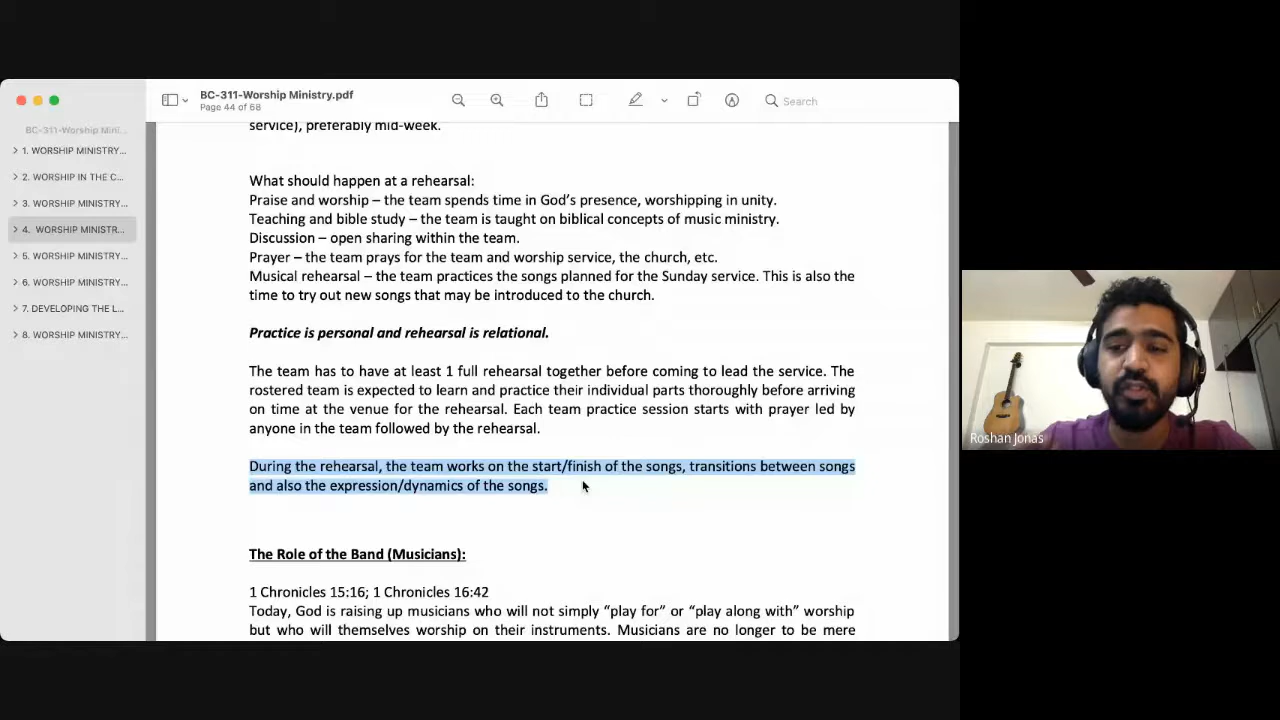 BC-311-Worship Ministry.pdf
Page 44 of 68
Search
BC-311-Worship Mini...
1. WORSHIP MINISTRY...
2. WORSHIP IN THE C...
3. WORSHIP MINISTRY...
4. WORSHIP MINISTR...
5. WORSHIP MINISTRY...
6. WORSHIP MINISTRY...
7. DEVELOPING THE L...
8. WORSHIP MINISTRY...
service), preferably mid-week.
What should happen at a rehearsal:
Praise and worship – the team spends time in God’s presence, worshipping in unity.
Teaching and bible study – the team is taught on biblical concepts of music ministry.
Discussion – open sharing within the team.
Prayer – the team prays for the team and worship service, the church, etc.
Musical rehearsal – the team practices the songs planned for the Sunday service. This is also the
time to try out new songs that may be introduced to the church.
Practice is personal and rehearsal is relational.
The team has to have at least 1 full rehearsal together before coming to lead the service. The
rostered team is expected to learn and practice their individual parts thoroughly before arriving
on time at the venue for the rehearsal. Each team practice session starts with prayer led by
anyone in the team followed by the rehearsal.
During the rehearsal, the team works on the start/finish of the songs, transitions between songs
and also the expression/dynamics of the songs.
The Role of the Band (Musicians):
1 Chronicles 15:16; 1 Chronicles 16:42
Today, God is raising up musicians who will not simply “play for” or “play along with” worship
but who will themselves worship on their instruments. Musicians are no longer to be mere
Roshan Jonas